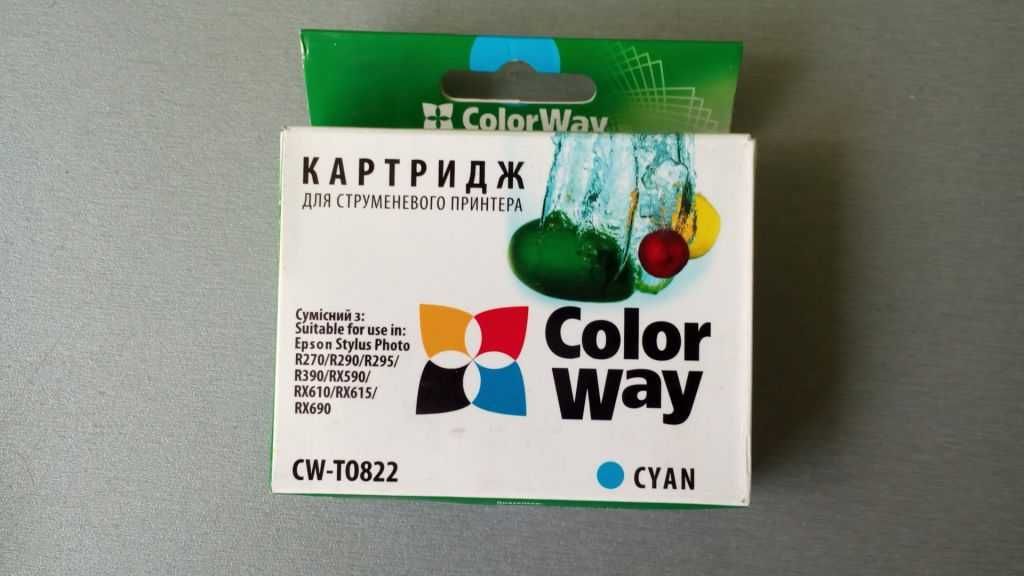 ColorWay
КАРТРИДЖ
ДЛЯ СТРУМЕНЕВОГО ПРИНТЕРА
Сумісний з:
Suitable for use in:
Epson Stylus Photo
R270/R290/R295/
R390/RX590/
RX610/RX615/
RX690
Color
way
CW-TO822
CYAN